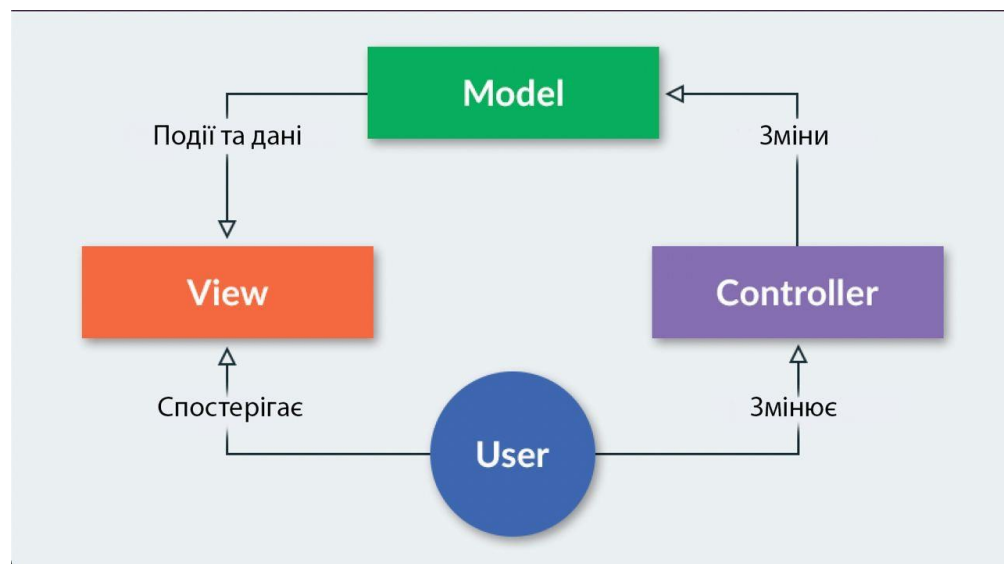 Model
Події та дані
Зміни
View
Controller
Спостерігає
Змінює
User